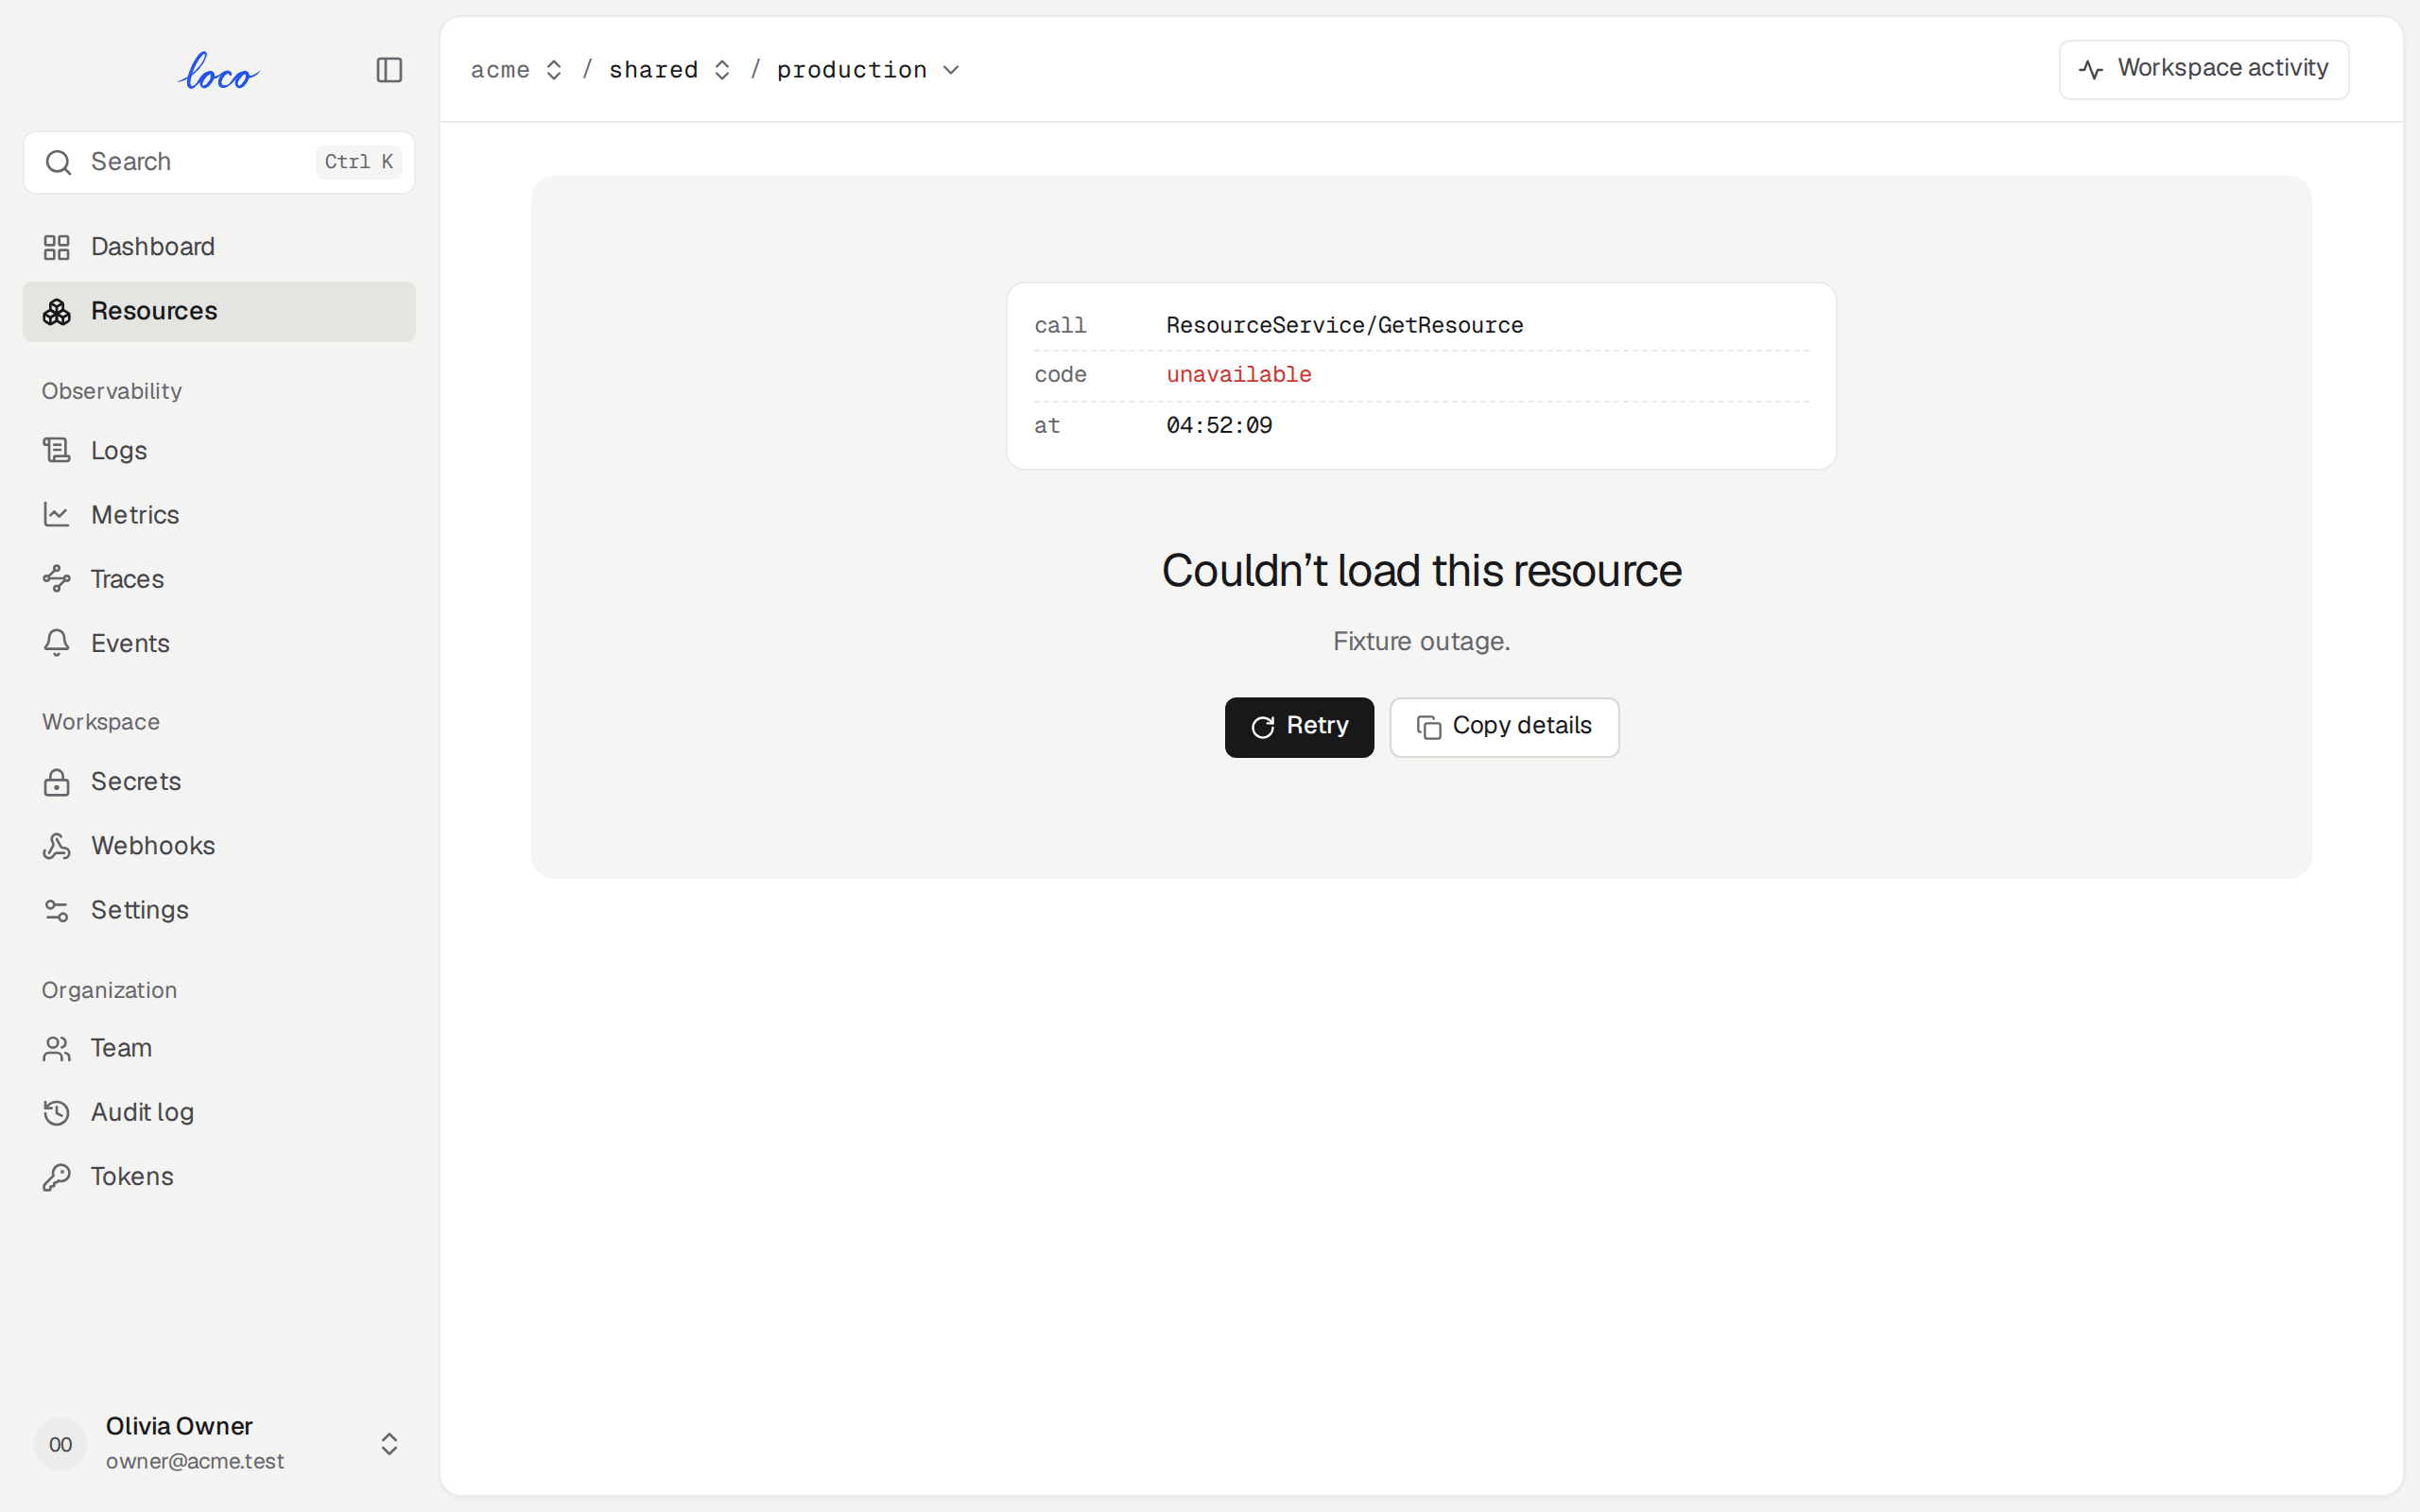 loco
Search Ctrl K
Dashboard
Resources
Observability
Logs
Metrics
Traces
Events
Workspace
Secrets
Webhooks
Settings
Organization
Team
Audit log
Tokens
OO
Olivia Owner
owner@acme.test
acme / shared / production
Workspace activity
call ResourceService/GetResource
code unavailable
at 04:52:09
Couldn’t load this resource
Fixture outage.
Retry
Copy details